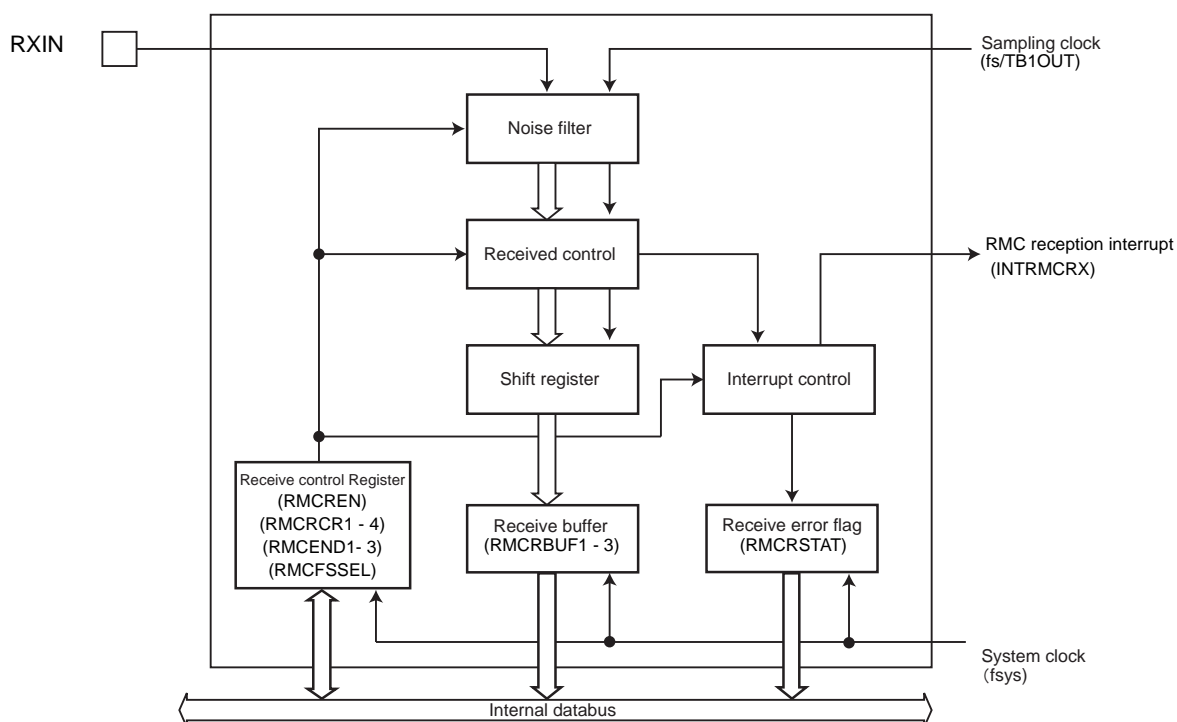 RXIN
Sampling clock
(fs/TB1OUT)
Noise filter
Received control
RMC reception interrupt
(INTRMCRX)
Shift register
Interrupt control
Receive control Register
(RMCREN)
(RMCRCR1 - 4)
(RMCEND1- 3)
(RMCFSSEL)
Receive buffer
(RMCRBUF1 - 3)
Receive error flag
(RMCRSTAT)
System clock
(fsys)
Internal databus